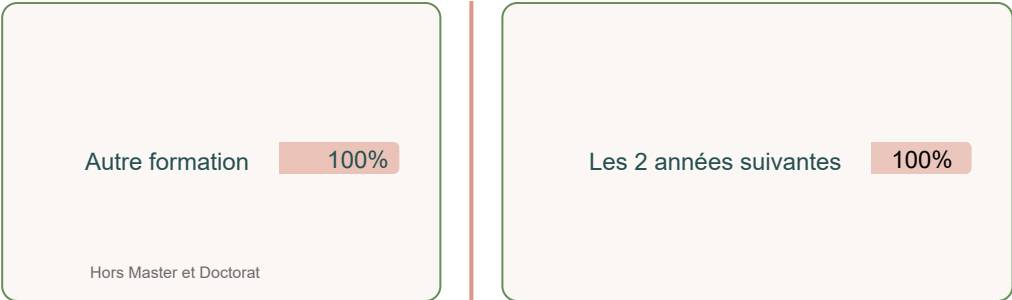 Autre formation 100%
Hors Master et Doctorat
Les 2 années suivantes 100%